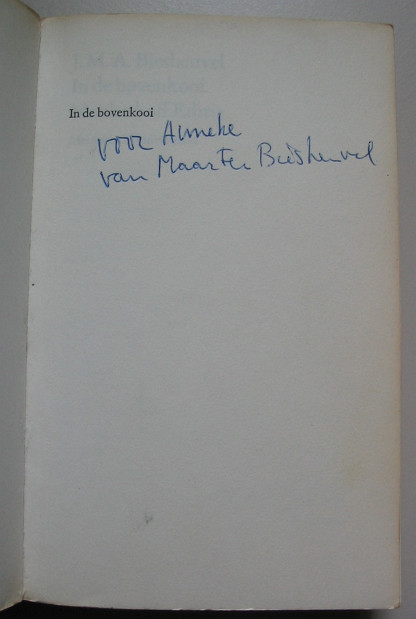 In de bovenkooi
voor Anneke
van Maarten Biesheuvel